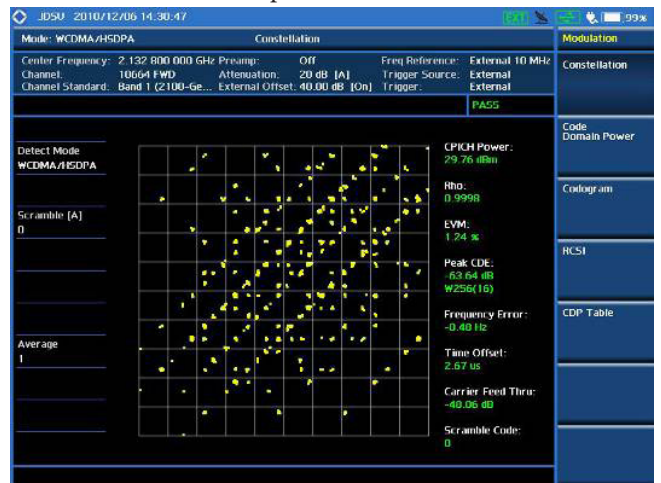 JDSU 2010/12/06 14:30:47 EXT 99%
Mode: WCDMA/HSDPA Constellation Modulation
Center Frequency: 2.132 800 000 GHz Preamp: Off Freq Reference: External 10 MHz
Channel: 10664 FWD Attenuation: 20 dB [A] Trigger Source: External
Channel Standard: Band 1 (2100-Ge... External Offset: 40.00 dB [On] Trigger: External
PASS
Constellation
Code
Domain Power
Codogram
RCSI
CDP Table
Detect Mode
WCDMA/HSDPA
Scramble [A]
0
Average
1
CPICH Power:
29.76 dBm
Rho:
0.9998
EVM:
1.24 %
Peak CDE:
-63.64 dB
W256(16)
Frequency Error:
-0.40 Hz
Time Offset:
2.67 us
Carrier Feed Thru:
-40.06 dB
Scramble Code:
0